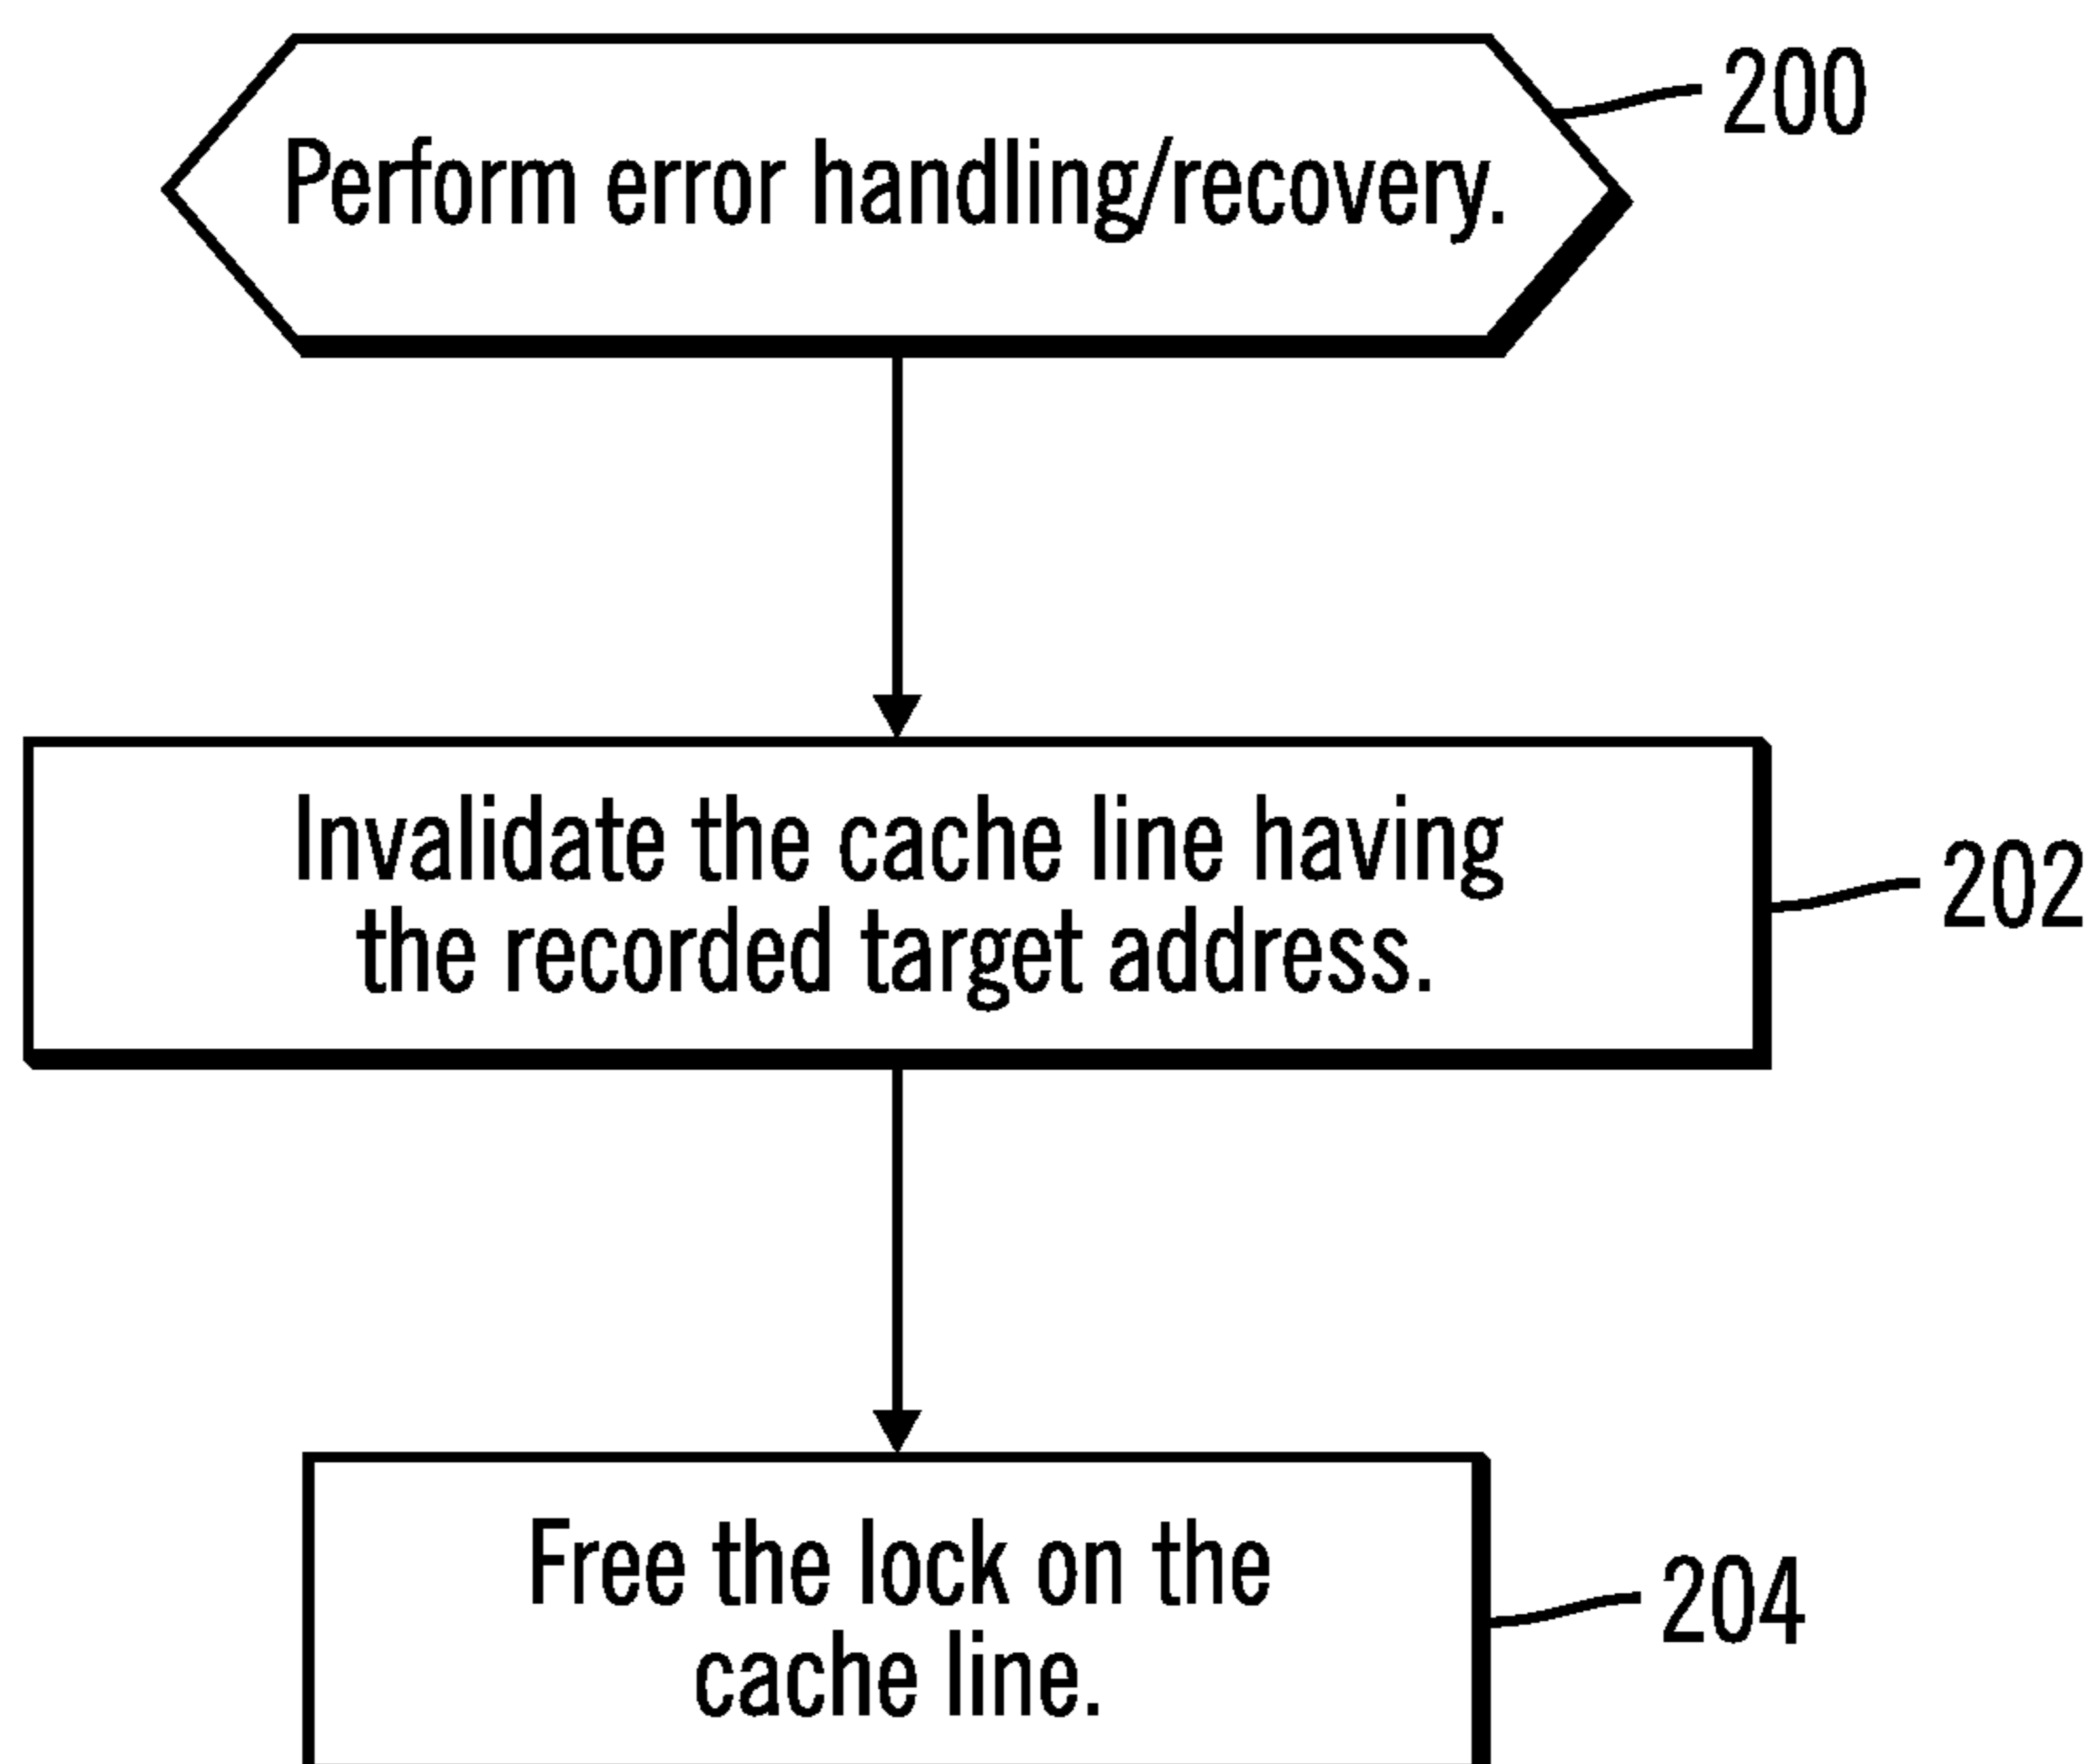 Perform error handling/recovery.
200
Invalidate the cache line having
the recorded target address.
202
Free the lock on the
cache line.
204